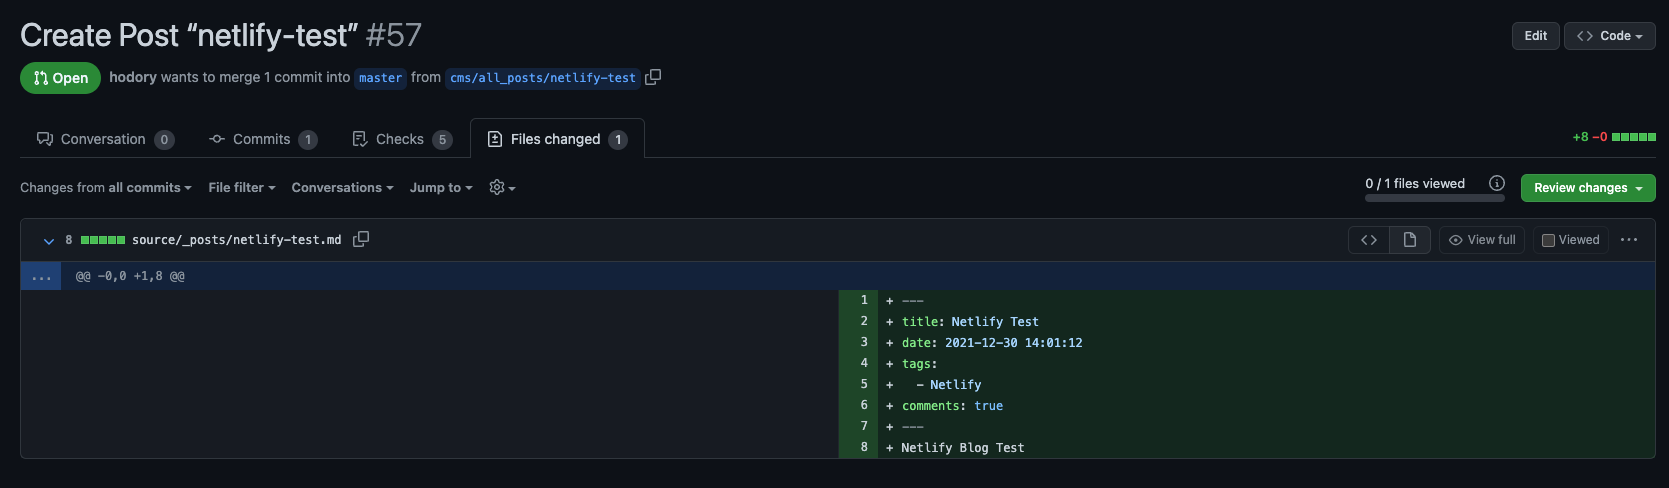 Create Post “netlify-test” #57
Edit
Code
Open
hodory wants to merge 1 commit into master from cms/all_posts/netlify-test
Conversation 0
Commits 1
Checks 5
Files changed 1
+8 −0
Changes from all commits
File filter
Conversations
Jump to
0 / 1 files viewed
Review changes
8 source/_posts/netlify-test.md
View full
Viewed
...
... @@ -0,0 +1,8 @@
1 + ---
2 + title: Netlify Test
3 + date: 2021-12-30 14:01:12
4 + tags:
5 +   - Netlify
6 + comments: true
7 + ---
8 + Netlify Blog Test